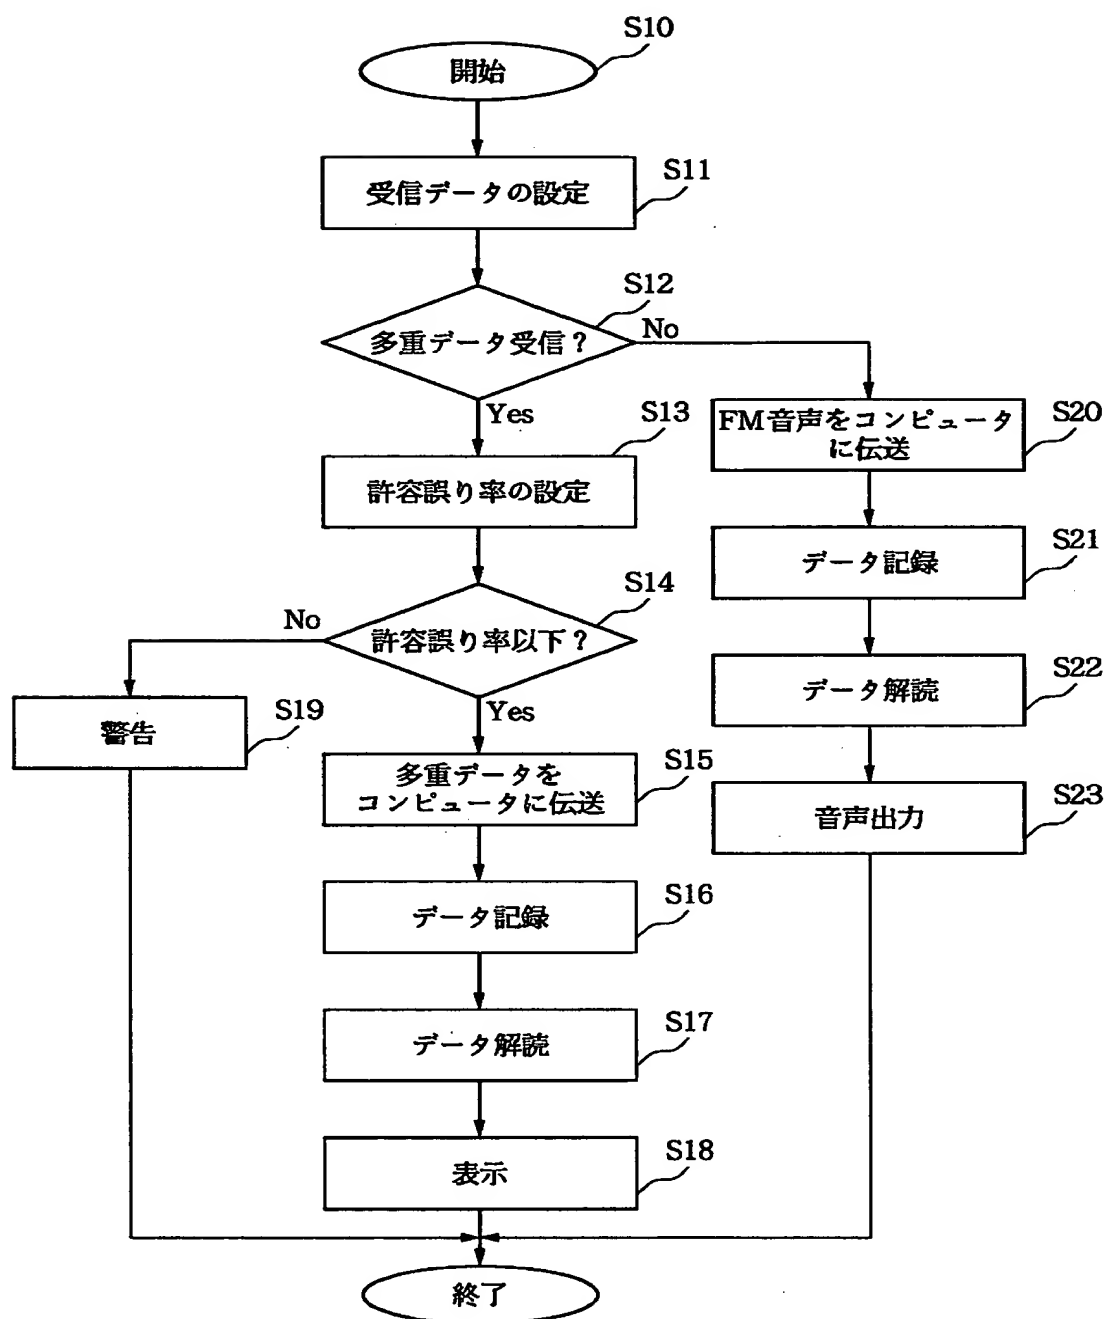 S10
開始
S11
受信データの設定
S12
多重データ受信?
No
Yes
S13
許容誤り率の設定
S20
FM音声をコンピュータ
に伝送
S21
データ記録
S14
許容誤り率以下?
No
Yes
S22
データ解読
S19
警告
S15
多重データを
コンピュータに伝送
S23
音声出力
S16
データ記録
S17
データ解読
S18
表示
終了